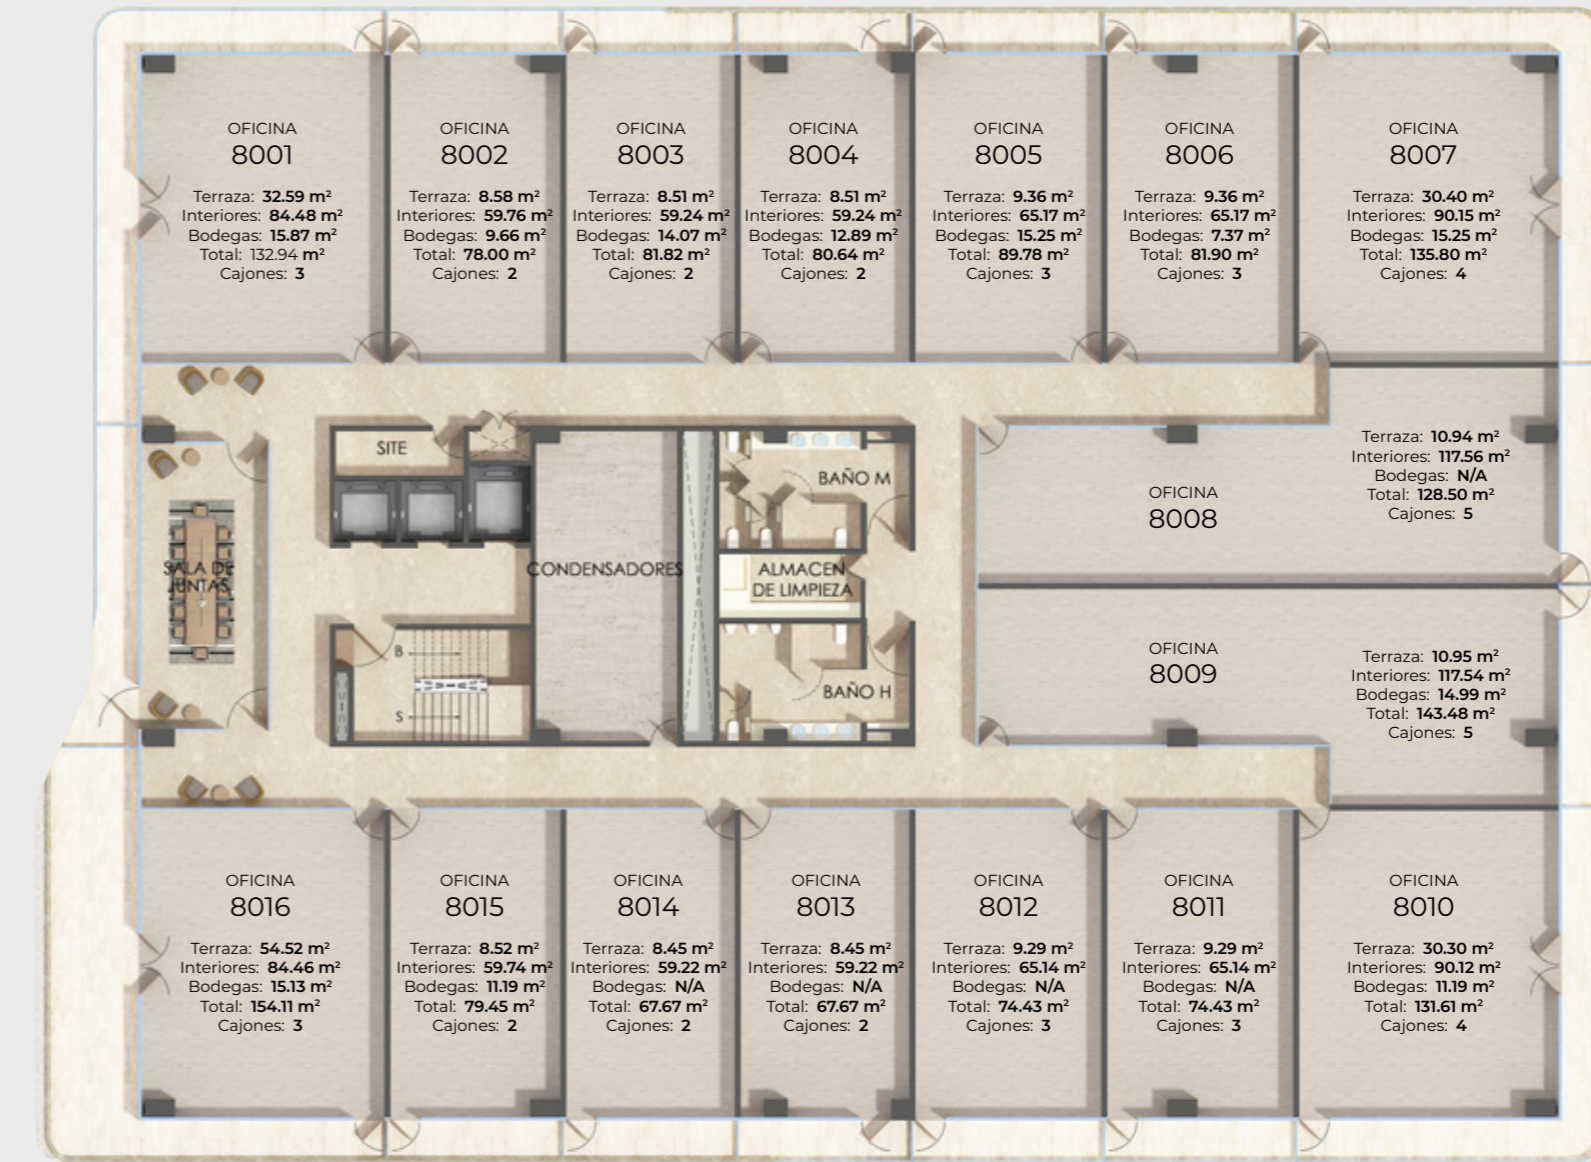 OFICINA
8001
Terraza: 32.59 m²
Interiores: 84.48 m²
Bodegas: 15.87 m²
Total: 132.94 m²
Cajones: 3
OFICINA
8002
Terraza: 8.58 m²
Interiores: 59.76 m²
Bodegas: 9.66 m²
Total: 78.00 m²
Cajones: 2
OFICINA
8003
Terraza: 8.51 m²
Interiores: 59.24 m²
Bodegas: 14.07 m²
Total: 81.82 m²
Cajones: 2
OFICINA
8004
Terraza: 8.51 m²
Interiores: 59.24 m²
Bodegas: 12.89 m²
Total: 80.64 m²
Cajones: 2
OFICINA
8005
Terraza: 9.36 m²
Interiores: 65.17 m²
Bodegas: 15.25 m²
Total: 89.78 m²
Cajones: 3
OFICINA
8006
Terraza: 9.36 m²
Interiores: 65.17 m²
Bodegas: 7.37 m²
Total: 81.90 m²
Cajones: 3
OFICINA
8007
Terraza: 30.40 m²
Interiores: 90.15 m²
Bodegas: 15.25 m²
Total: 135.80 m²
Cajones: 4
SITE
BAÑO M
SALA DE
JUNTAS
CONDENSADORES
ALMACEN
DE LIMPIEZA
B
S
BAÑO H
OFICINA
8008
Terraza: 10.94 m²
Interiores: 117.56 m²
Bodegas: N/A
Total: 128.50 m²
Cajones: 5
OFICINA
8009
Terraza: 10.95 m²
Interiores: 117.54 m²
Bodegas: 14.99 m²
Total: 143.48 m²
Cajones: 5
OFICINA
8016
Terraza: 54.52 m²
Interiores: 84.46 m²
Bodegas: 15.13 m²
Total: 154.11 m²
Cajones: 3
OFICINA
8015
Terraza: 8.52 m²
Interiores: 59.74 m²
Bodegas: 11.19 m²
Total: 79.45 m²
Cajones: 2
OFICINA
8014
Terraza: 8.45 m²
Interiores: 59.22 m²
Bodegas: N/A
Total: 67.67 m²
Cajones: 2
OFICINA
8013
Terraza: 8.45 m²
Interiores: 59.22 m²
Bodegas: N/A
Total: 67.67 m²
Cajones: 2
OFICINA
8012
Terraza: 9.29 m²
Interiores: 65.14 m²
Bodegas: N/A
Total: 74.43 m²
Cajones: 3
OFICINA
8011
Terraza: 9.29 m²
Interiores: 65.14 m²
Bodegas: N/A
Total: 74.43 m²
Cajones: 3
OFICINA
8010
Terraza: 30.30 m²
Interiores: 90.12 m²
Bodegas: 11.19 m²
Total: 131.61 m²
Cajones: 4